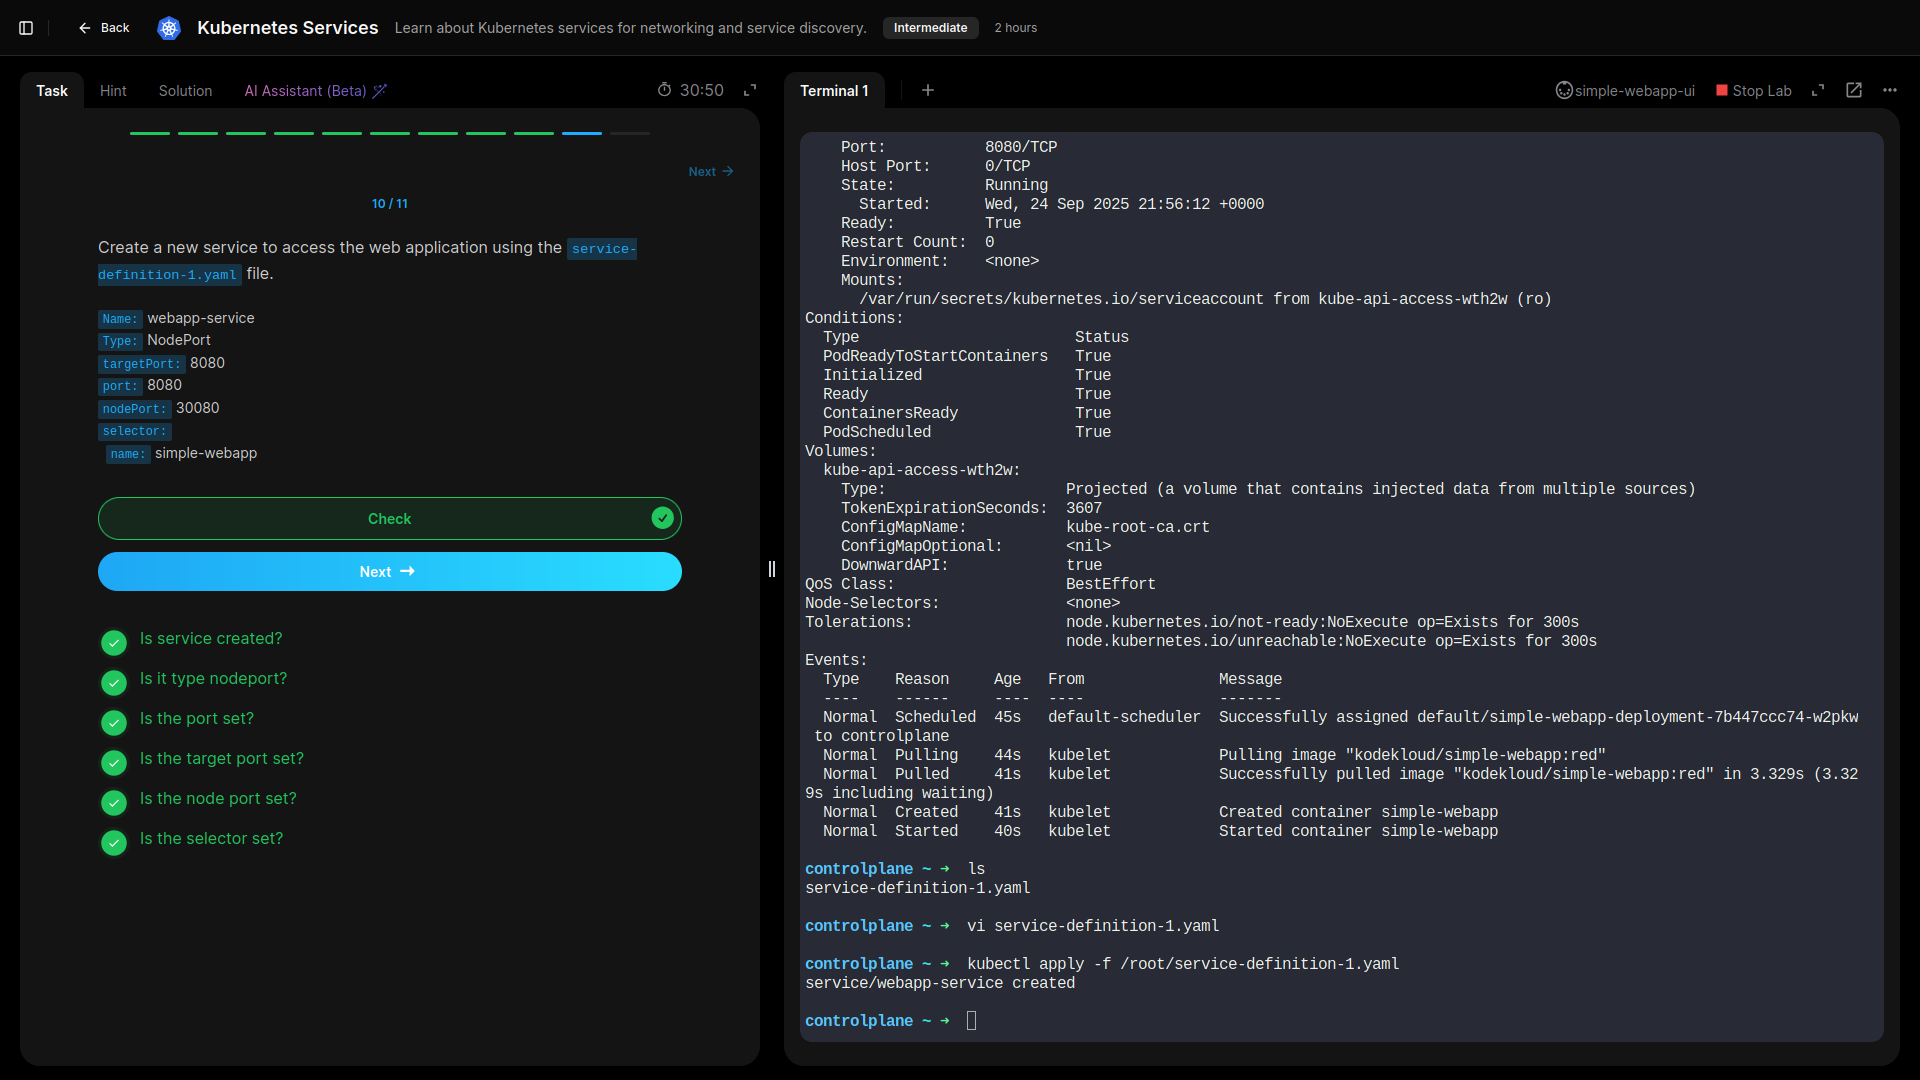 Back
Kubernetes Services
Learn about Kubernetes services for networking and service discovery.
Intermediate
2 hours
Task
Hint
Solution
AI Assistant (Beta)
30:50
Next
10 / 11
Create a new service to access the web application using the service-
definition-1.yaml file.
Name: webapp-service
Type: NodePort
targetPort: 8080
port: 8080
nodePort: 30080
selector:
name: simple-webapp
Check
Next
Is service created?
Is it type nodeport?
Is the port set?
Is the target port set?
Is the node port set?
Is the selector set?
Terminal 1
simple-webapp-ui
Stop Lab
Port: 8080/TCP
Host Port: 0/TCP
State: Running
Started: Wed, 24 Sep 2025 21:56:12 +0000
Ready: True
Restart Count: 0
Environment: <none>
Mounts:
/var/run/secrets/kubernetes.io/serviceaccount from kube-api-access-wth2w (ro)
Conditions:
Type Status
PodReadyToStartContainers True
Initialized True
Ready True
ContainersReady True
PodScheduled True
Volumes:
kube-api-access-wth2w:
Type: Projected (a volume that contains injected data from multiple sources)
TokenExpirationSeconds: 3607
ConfigMapName: kube-root-ca.crt
ConfigMapOptional: <nil>
DownwardAPI: true
QoS Class: BestEffort
Node-Selectors: <none>
Tolerations: node.kubernetes.io/not-ready:NoExecute op=Exists for 300s
node.kubernetes.io/unreachable:NoExecute op=Exists for 300s
Events:
Type Reason Age From Message
---- ------ ---- ---- -------
Normal Scheduled 45s default-scheduler Successfully assigned default/simple-webapp-deployment-7b447ccc74-w2pkw
to controlplane
Normal Pulling 44s kubelet Pulling image "kodekloud/simple-webapp:red"
Normal Pulled 41s kubelet Successfully pulled image "kodekloud/simple-webapp:red" in 3.329s (3.32
9s including waiting)
Normal Created 41s kubelet Created container simple-webapp
Normal Started 40s kubelet Started container simple-webapp
controlplane ~ ➜ ls
service-definition-1.yaml
controlplane ~ ➜ vi service-definition-1.yaml
controlplane ~ ➜ kubectl apply -f /root/service-definition-1.yaml
service/webapp-service created
controlplane ~ ➜